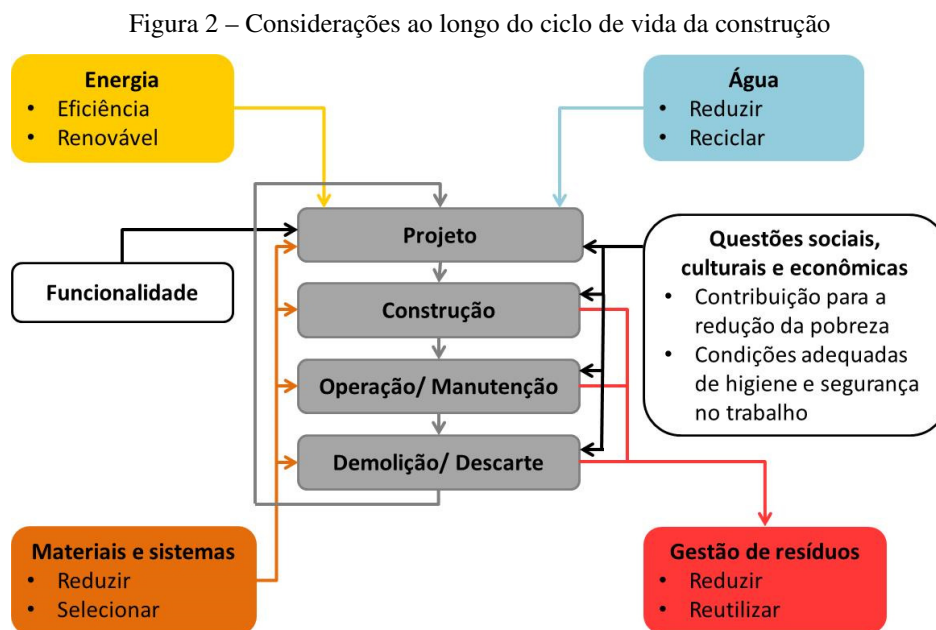 Figura 2 – Considerações ao longo do ciclo de vida da construção
Energia
• Eficiência
• Renovável
Água
• Reduzir
• Reciclar
Projeto
Funcionalidade
Construção
Operação/ Manutenção
Demolição/ Descarte
Questões sociais,
culturais e econômicas
• Contribuição para a
redução da pobreza
• Condições adequadas
de higiene e segurança
no trabalho
Materiais e sistemas
• Reduzir
• Selecionar
Gestão de resíduos
• Reduzir
• Reutilizar